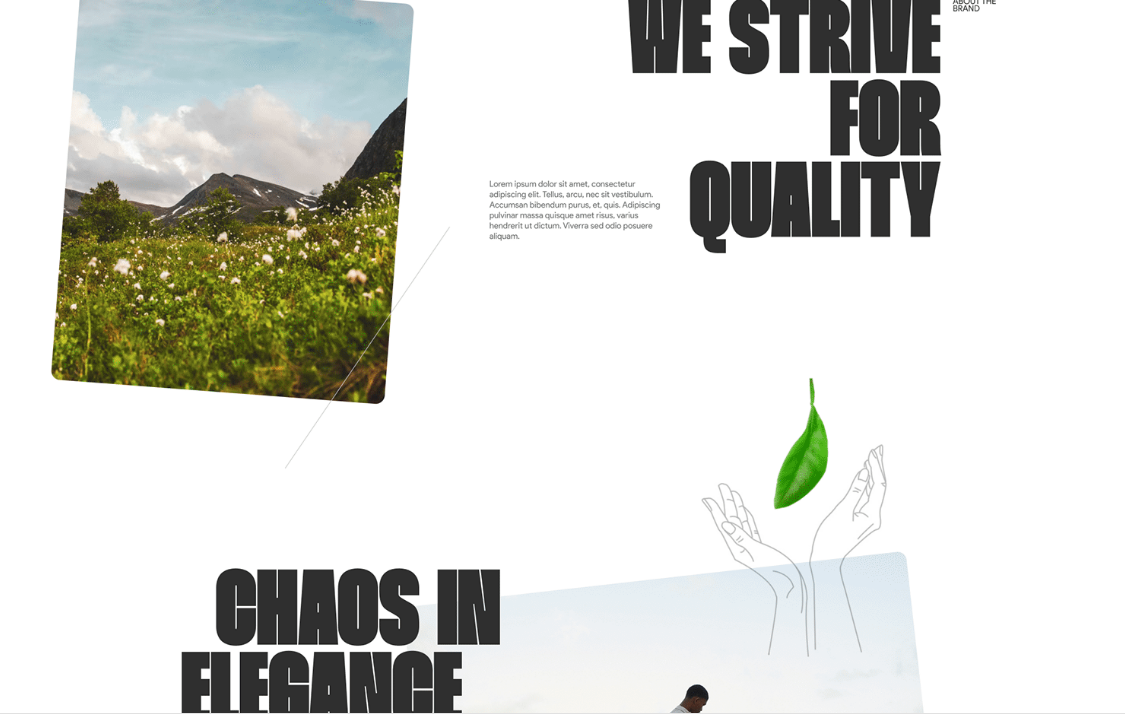 WE STRIVE
ABOUT THE
BRAND
FOR
QUALITY
Lorem ipsum dolor sit amet, consectetur
adipiscing elit. Tellus, arcu, nec sit vestibulum.
Accumsan bibendum purus, et, quis. Adipiscing
pulvinar massa quisque amet risus, varius
hendrerit ut dictum. Viverra sed odio posuere
aliquam.
CHAOS IN
ELEGANCE